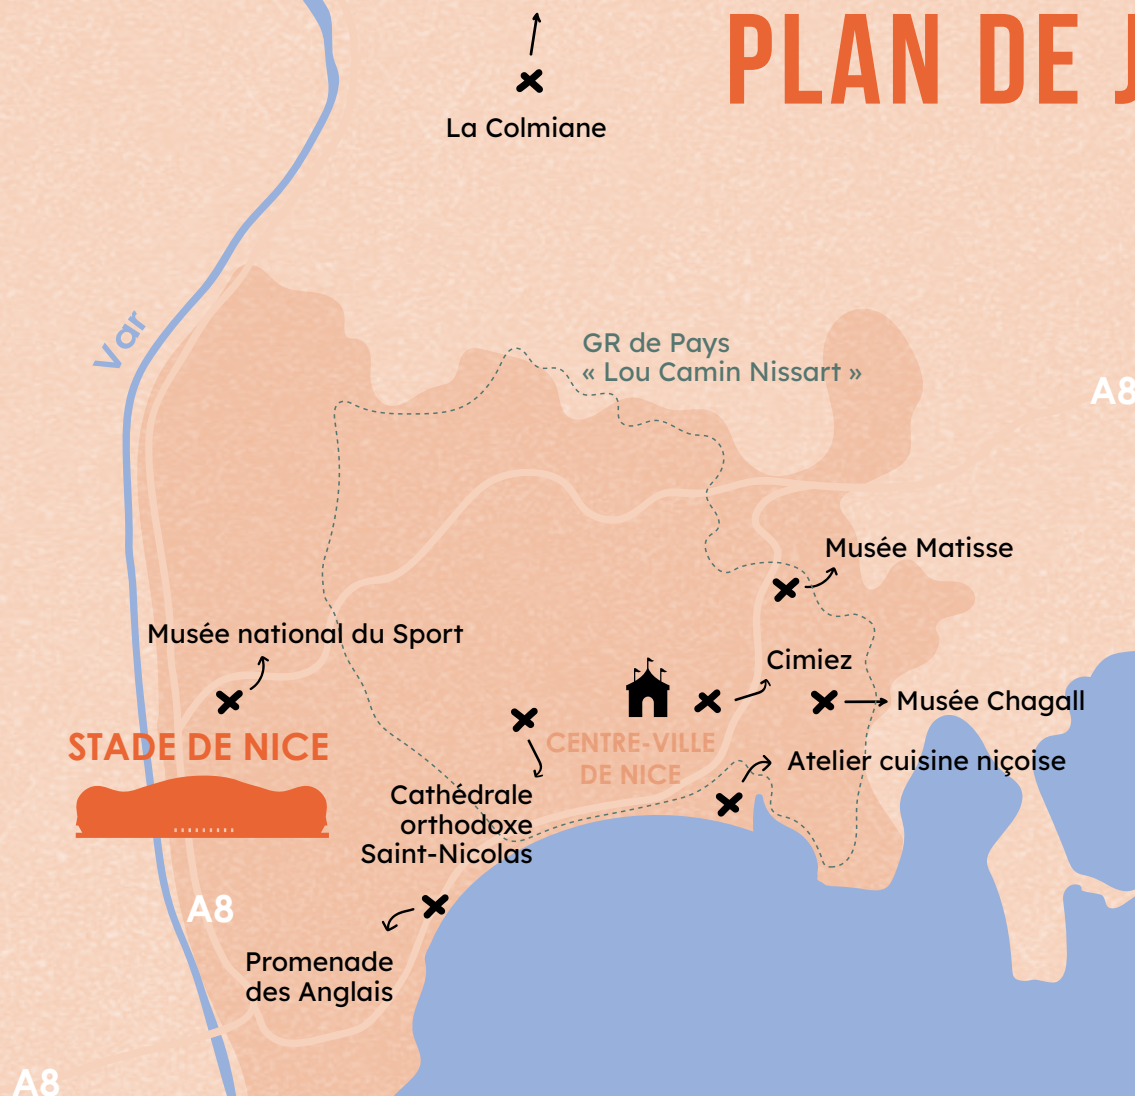 PLAN DE J
La Colmiane
Var
GR de Pays
« Lou Camin Nissart »
A8
Musée Matisse
Musée national du Sport
Cimiez
Musée Chagall
STADE DE NICE
CENTRE-VILLE
DE NICE
Atelier cuisine niçoise
Cathédrale
orthodoxe
Saint-Nicolas
A8
Promenade
des Anglais
A8